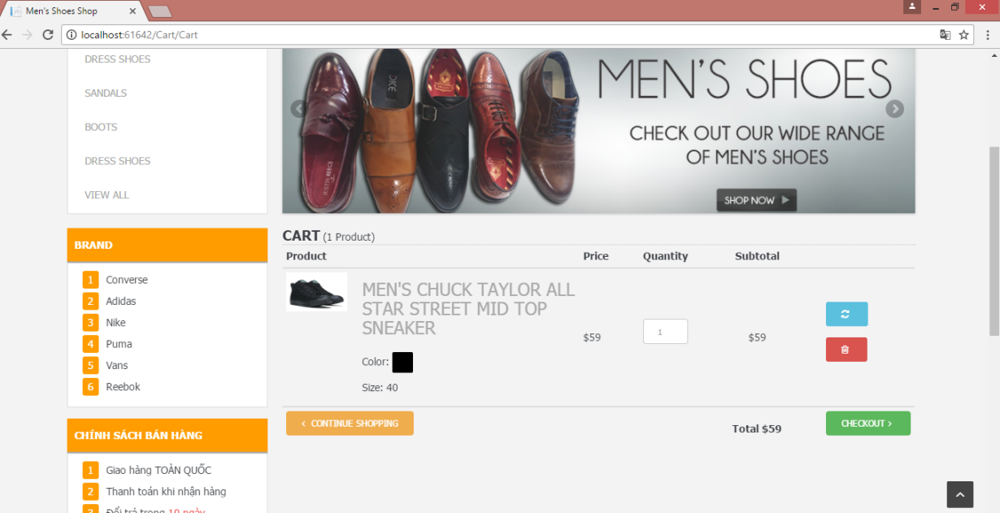 Men's Shoes Shop
localhost:61642/Cart/Cart
DRESS SHOES
SANDALS
BOOTS
DRESS SHOES
VIEW ALL
DICE
JUSTIN REECE
MEN'S SHOES
CHECK OUT OUR WIDE RANGE
OF MEN'S SHOES
SHOP NOW
BRAND
1 Converse
2 Adidas
3 Nike
4 Puma
5 Vans
6 Reebok
CHÍNH SÁCH BÁN HÀNG
1 Giao hàng TOÀN QUỐC
2 Thanh toán khi nhận hàng
3 Đổi trả trong 10 ngày
CART (1 Product)
Product Price Quantity Subtotal
MEN'S CHUCK TAYLOR ALL
STAR STREET MID TOP
SNEAKER
$59 1 $59
Color:
Size: 40
CONTINUE SHOPPING Total $59 CHECKOUT